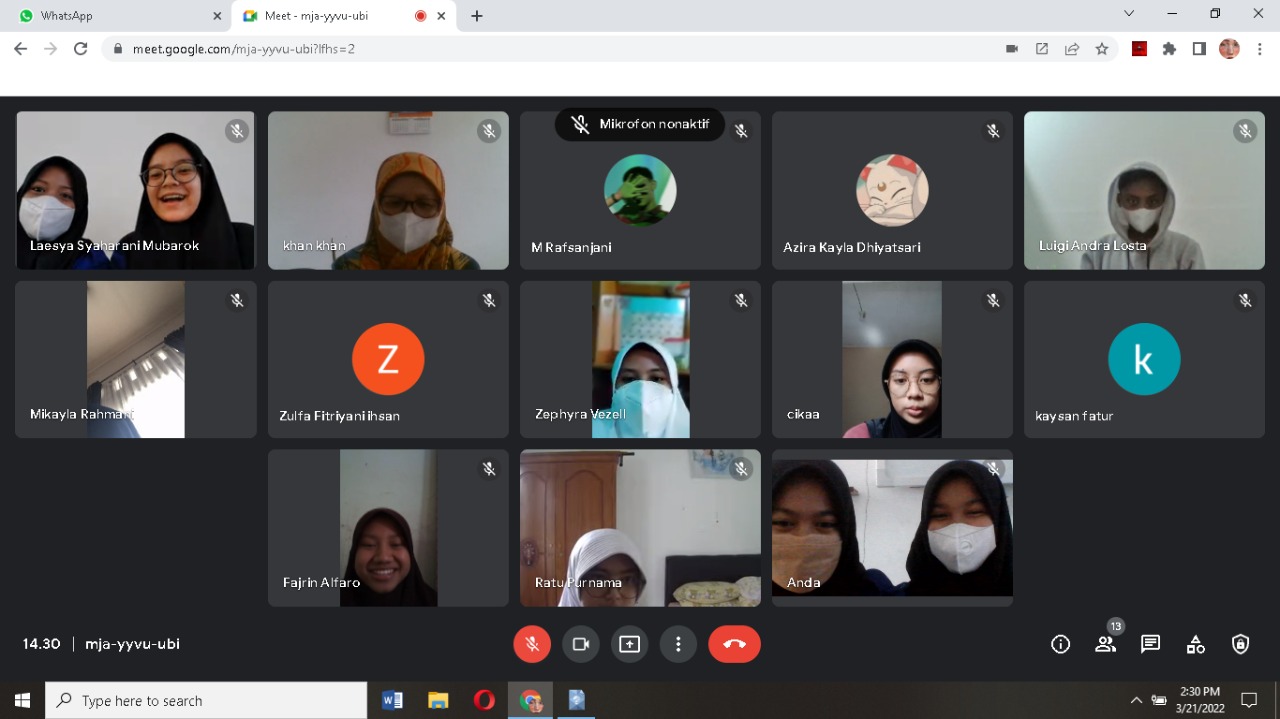 WhatsApp
Meet - mja-yyvu-ubi
meet.google.com/mja-yyvu-ubi?lfhs=2
Mikrofon nonaktif
Laesya Syaharani Mubarok
khan khan
M Rafsanjani
Azira Kayla Dhiyatsari
Luigi Andra Losta
Mikayla Rahmani
Z
Zulfa Fitriyani ihsan
Zephyra Vezell
cikaa
k
kaysan fatur
Fajrin Alfaro
Ratu Purnama
Anda
14.30 | mja-yyvu-ubi
13
Type here to search
W
2:30 PM
3/21/2022